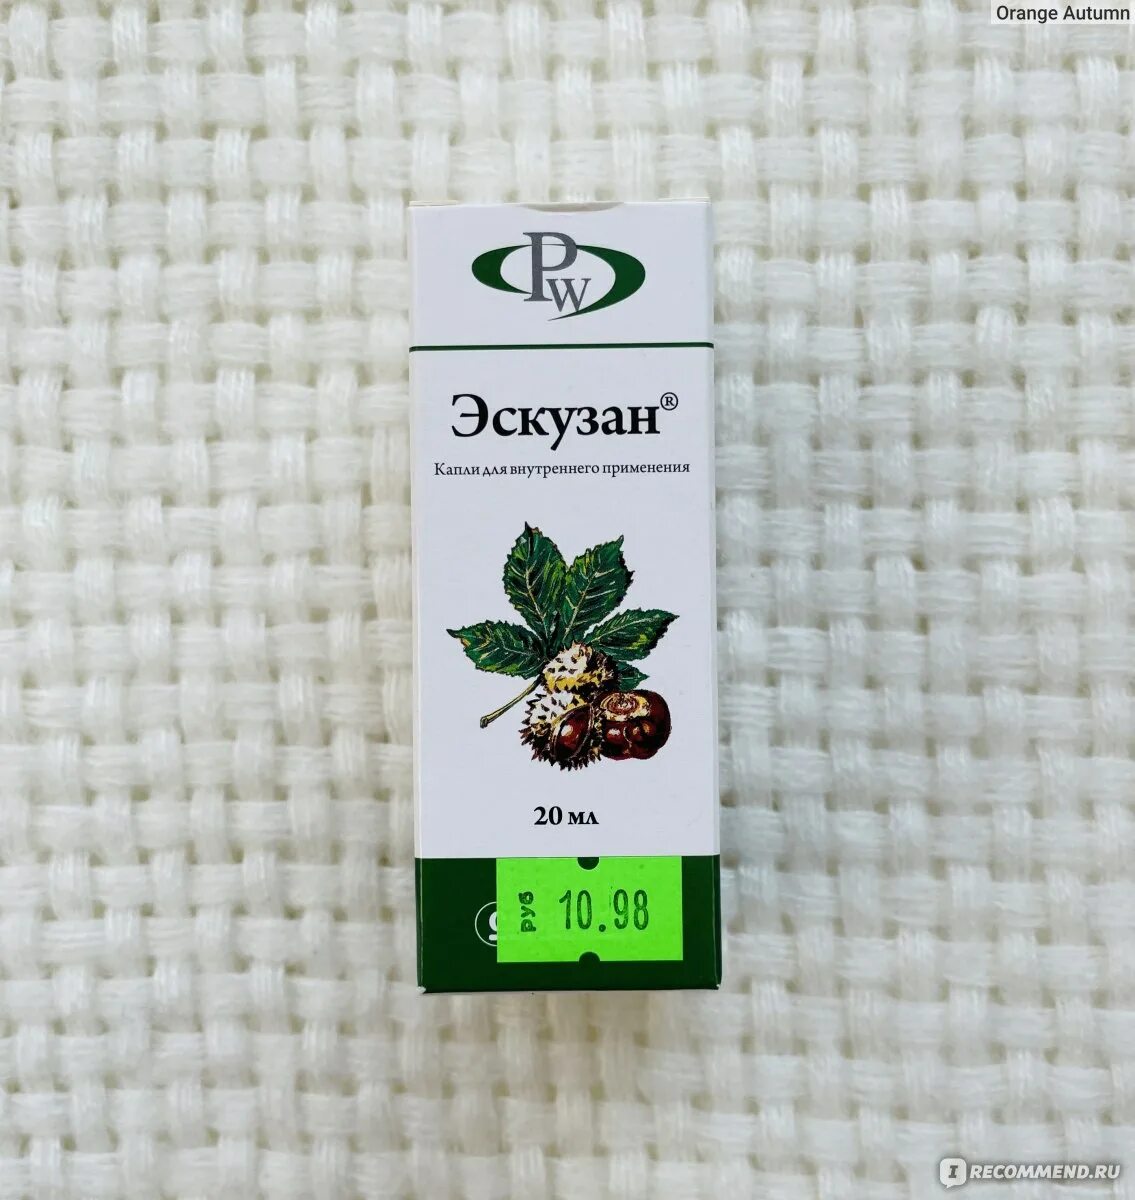 Orange Autumn
PW
Эскузан®
Капли для внутреннего применения
20 мл
руб 10.98
IRECOMMEND.RU